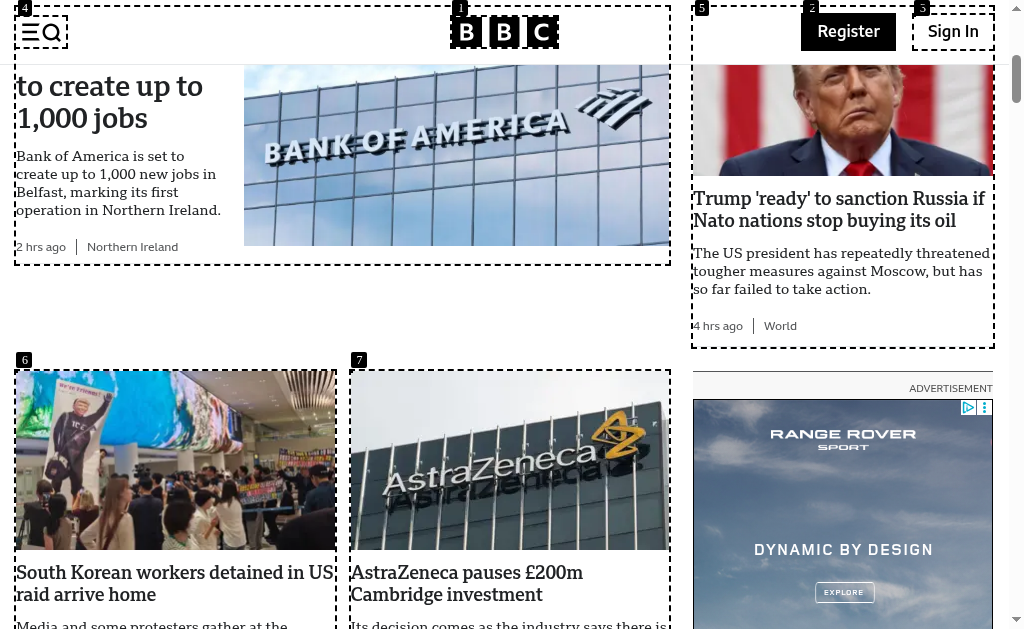 4
1
5
2
3
BBC
Register
Sign In
to create up to
1,000 jobs
Bank of America is set to
create up to 1,000 new jobs in
Belfast, marking its first
operation in Northern Ireland.
2 hrs ago
Northern Ireland
BANK OF AMERICA
Trump 'ready' to sanction Russia if
Nato nations stop buying its oil
The US president has repeatedly threatened
tougher measures against Moscow, but has
so far failed to take action.
4 hrs ago
World
6
7
South Korean workers detained in US
raid arrive home
Media and some protesters gather at the
AstraZeneca
AstraZeneca pauses £200m
Cambridge investment
Its decision comes as the industry says there is
ADVERTISEMENT
RANGE ROVER
SPORT
DYNAMIC BY DESIGN
EXPLORE